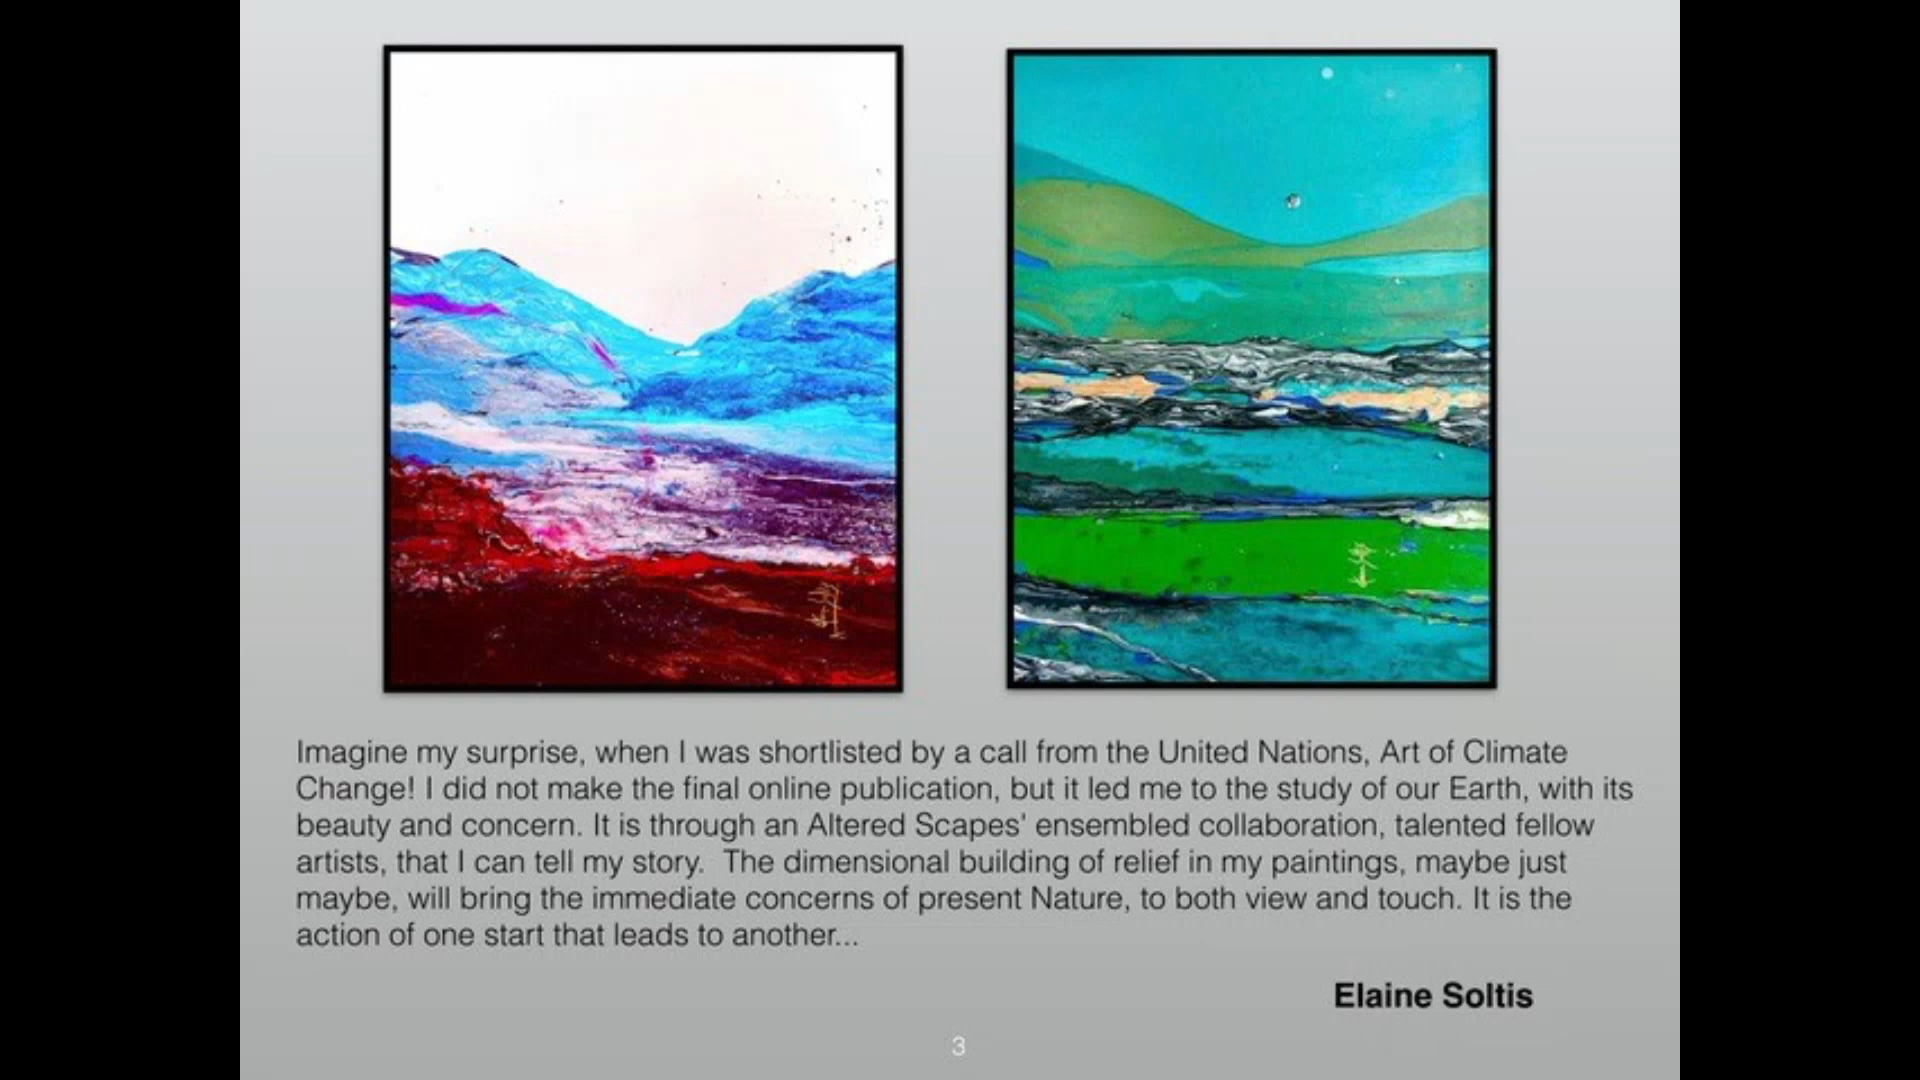 Imagine my surprise, when I was shortlisted by a call from the United Nations, Art of Climate
Change! I did not make the final online publication, but it led me to the study of our Earth, with its
beauty and concern. It is through an Altered Scapes' ensembled collaboration, talented fellow
artists, that I can tell my story.  The dimensional building of relief in my paintings, maybe just
maybe, will bring the immediate concerns of present Nature, to both view and touch. It is the
action of one start that leads to another...
Elaine Soltis
3